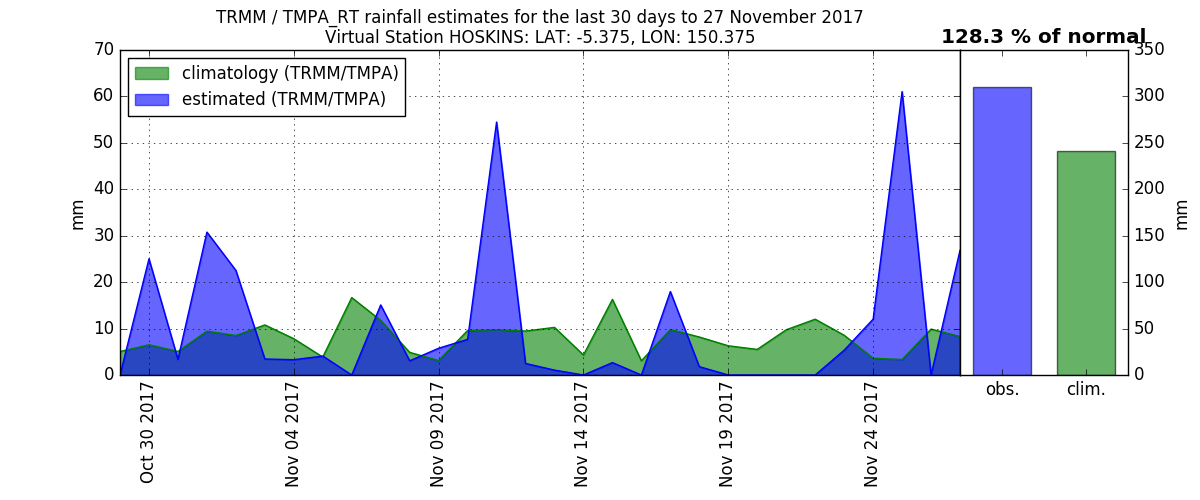 TRMM / TMPA_RT rainfall estimates for the last 30 days to 27 November 2017
Virtual Station HOSKINS: LAT: -5.375, LON: 150.375
128.3 % of normal
climatology (TRMM/TMPA)
estimated (TRMM/TMPA)
70
60
50
40
30
20
10
0
mm
Oct 30 2017
Nov 04 2017
Nov 09 2017
Nov 14 2017
Nov 19 2017
Nov 24 2017
350
300
250
200
150
100
50
0
mm
obs.
clim.